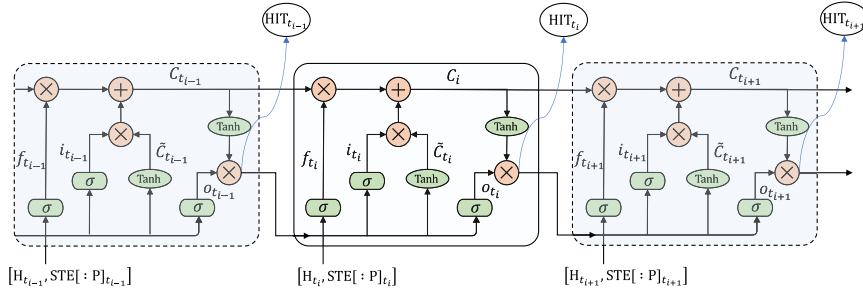 HIT_{t_{i-1}} HIT_{t_i} HIT_{t_{i+1}}
C_{t_{i-1}} C_i C_{t_{i+1}}
× + × + × +
Tanh Tanh Tanh
× × ×
f_{t_{i-1}} i_{t_{i-1}} C̃_{t_{i-1}} f_{t_i} i_{t_i} C̃_{t_i} f_{t_{i+1}} i_{t_{i+1}} C̃_{t_{i+1}}
σ Tanh × σ Tanh × σ Tanh ×
o_{t_{i-1}} o_{t_i} o_{t_{i+1}}
σ σ σ σ σ σ
[H_{t_{i-1}}, STE[: P]_{t_{i-1}}] [H_{t_i}, STE[: P]_{t_i}] [H_{t_{i+1}}, STE[: P]_{t_{i+1}}]